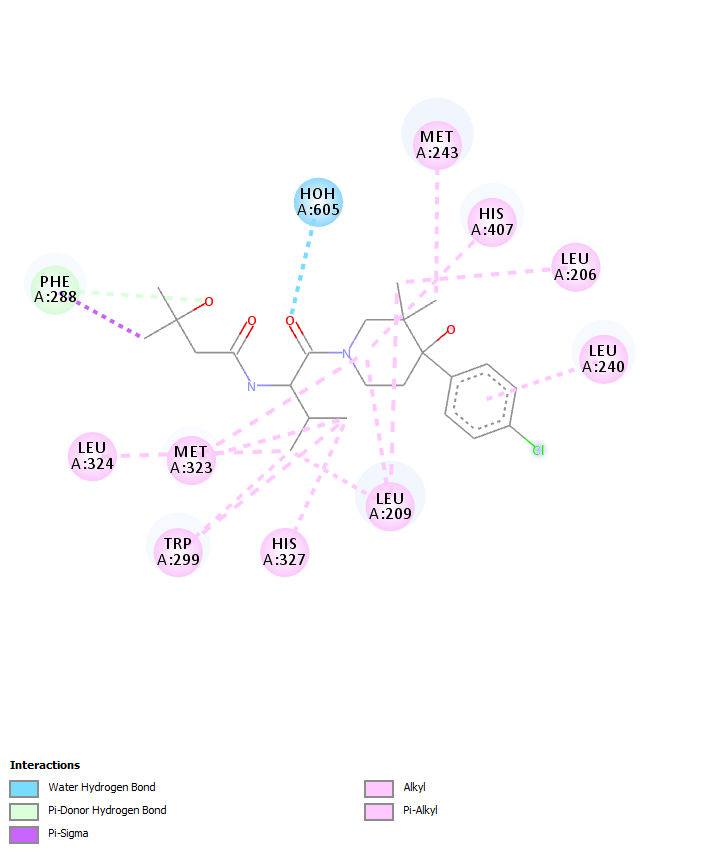 MET
A:243
HOH
A:605
HIS
A:407
LEU
A:206
PHE
A:288
O
O
O
O
N
LEU
A:240
N
LEU
A:324
MET
A:323
Cl
LEU
A:209
TRP
A:299
HIS
A:327
Interactions
Water Hydrogen Bond
Alkyl
Pi-Donor Hydrogen Bond
Pi-Alkyl
Pi-Sigma